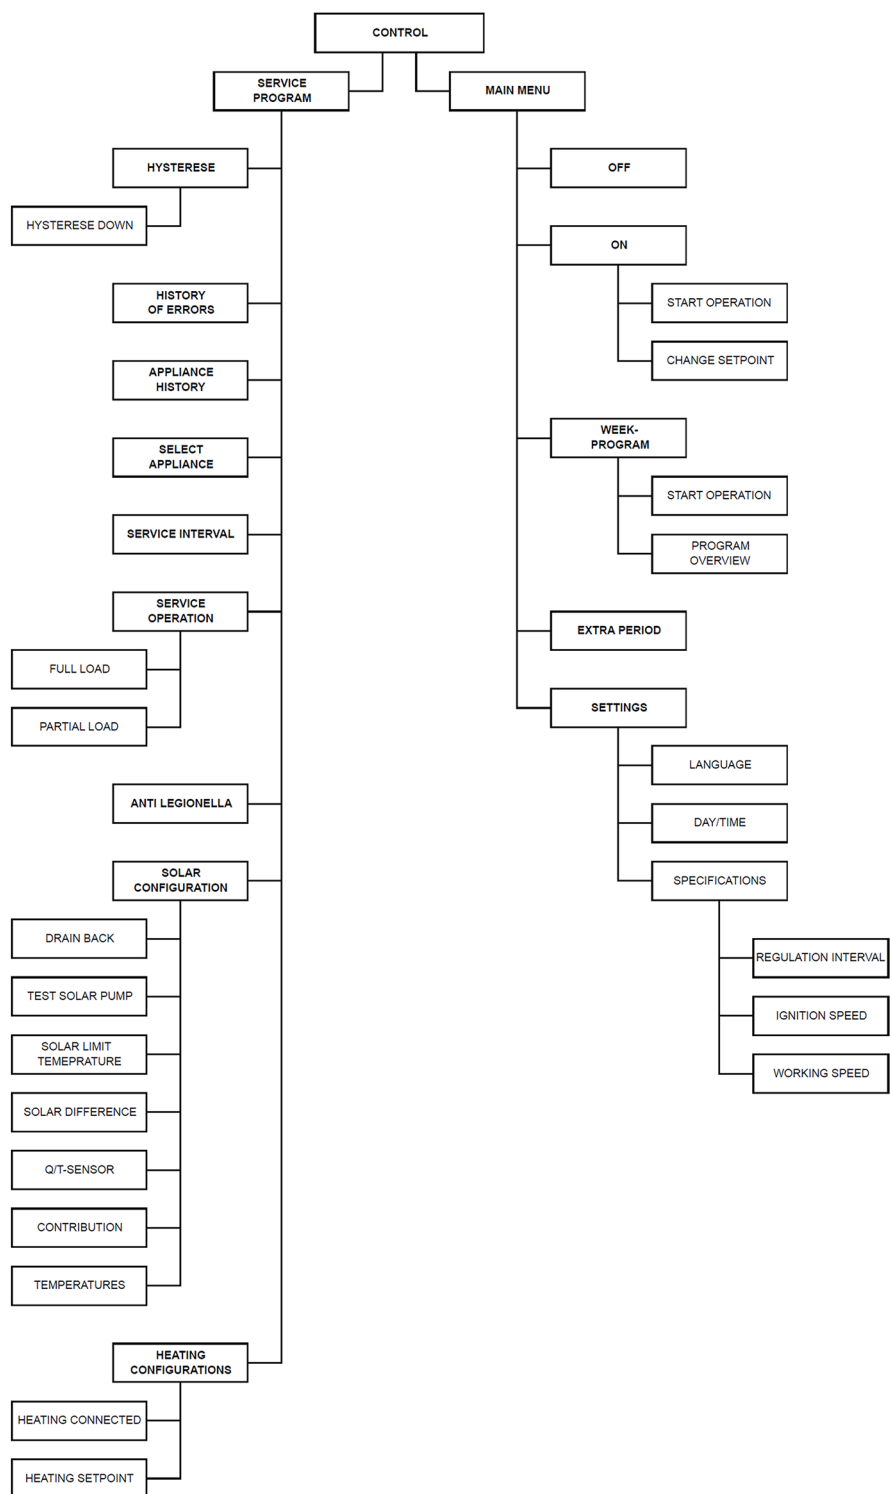 CONTROL
SERVICE
PROGRAM
HYSTERESE
HYSTERESE DOWN
HISTORY
OF ERRORS
APPLIANCE
HISTORY
SELECT
APPLIANCE
SERVICE INTERVAL
SERVICE
OPERATION
FULL LOAD
PARTIAL LOAD
ANTI LEGIONELLA
SOLAR
CONFIGURATION
DRAIN BACK
TEST SOLAR PUMP
SOLAR LIMIT
TEMEPRATURE
SOLAR DIFFERENCE
Q/T-SENSOR
CONTRIBUTION
TEMPERATURES
HEATING
CONFIGURATIONS
HEATING CONNECTED
HEATING SETPOINT
MAIN MENU
OFF
ON
START OPERATION
CHANGE SETPOINT
WEEK-
PROGRAM
START OPERATION
PROGRAM
OVERVIEW
EXTRA PERIOD
SETTINGS
LANGUAGE
DAY/TIME
SPECIFICATIONS
REGULATION INTERVAL
IGNITION SPEED
WORKING SPEED